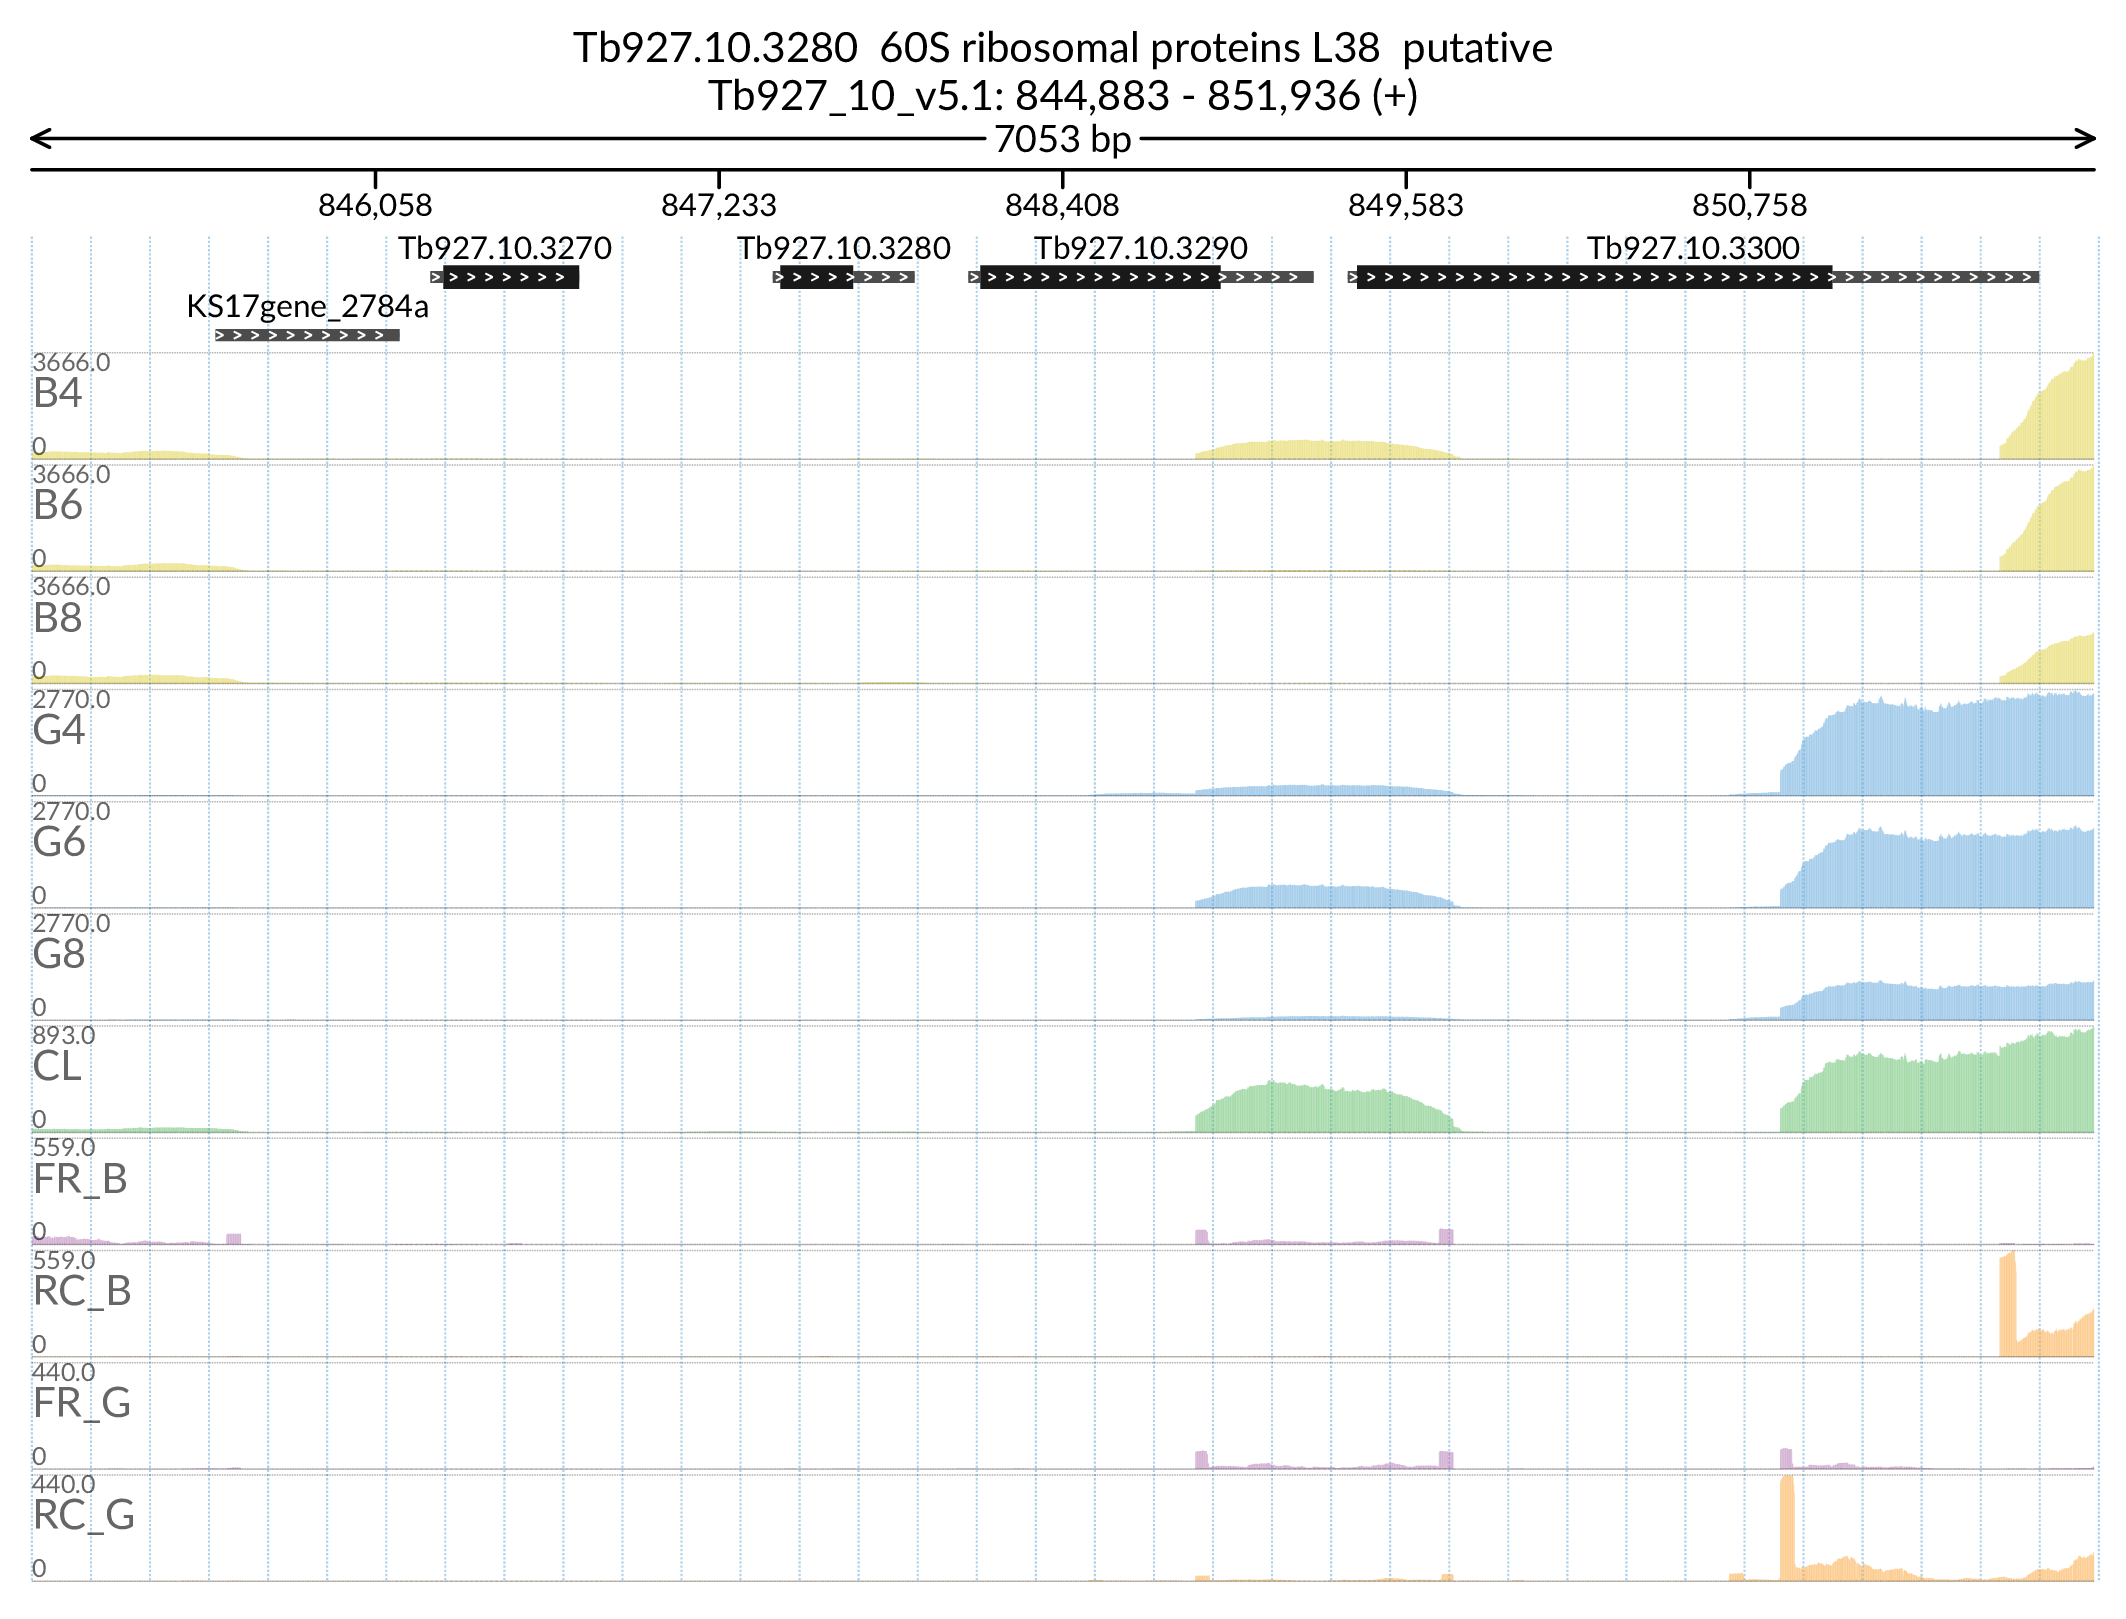 Tb927.10.3280  60S ribosomal proteins L38  putative
Tb927_10_v5.1: 844,883 - 851,936 (+)
7053 bp
846,058 847,233 848,408 849,583 850,758
Tb927.10.3270 Tb927.10.3280 Tb927.10.3290 Tb927.10.3300
KS17gene_2784a
3666.0
B4
0
3666.0
B6
0
3666.0
B8
0
2770.0
G4
0
2770.0
G6
0
2770.0
G8
0
893.0
CL
0
559.0
FR_B
0
559.0
RC_B
0
440.0
FR_G
0
440.0
RC_G
0